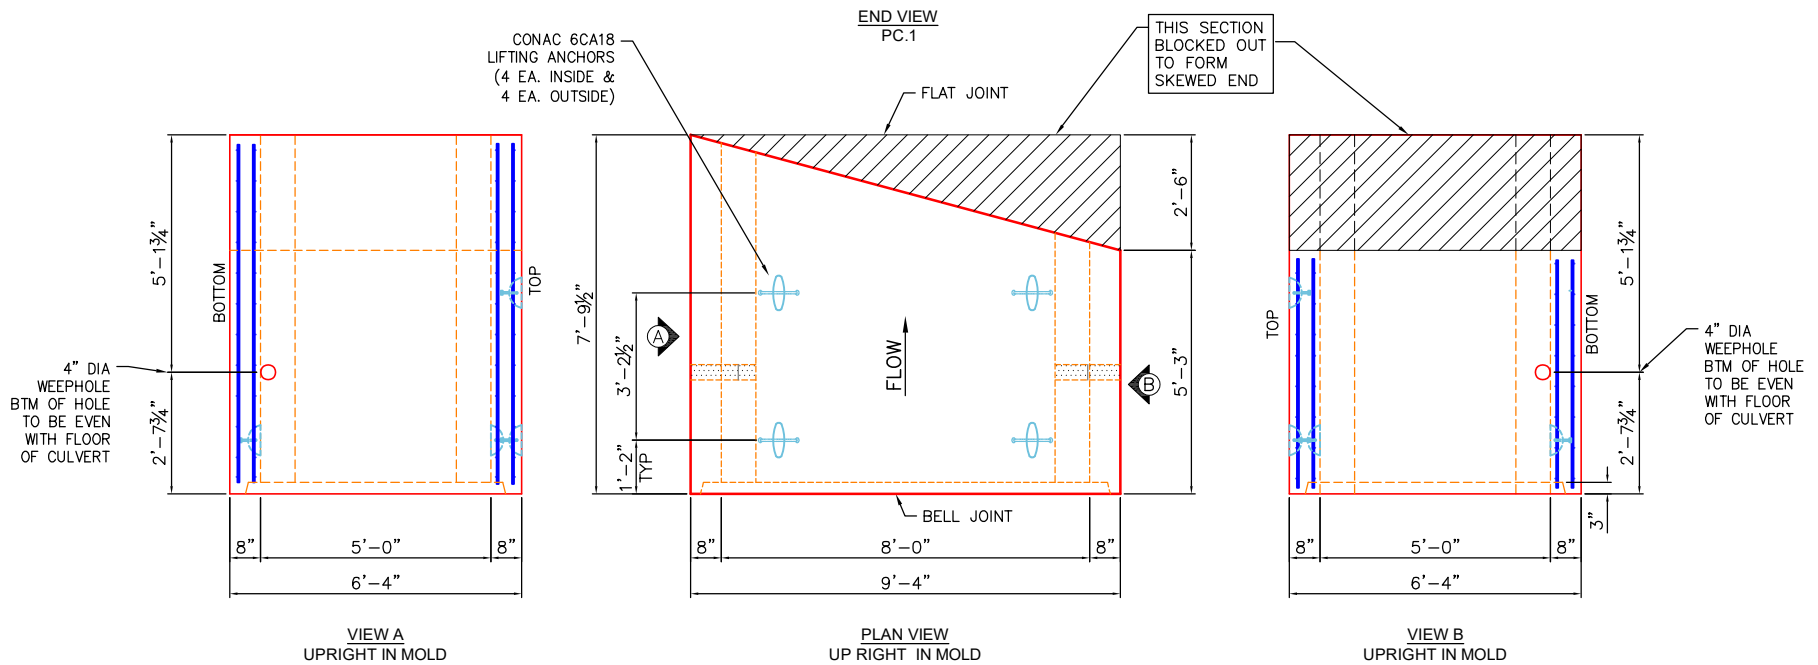 END VIEW
PC.1
CONAC 6CA18
LIFTING ANCHORS
(4 EA. INSIDE &
4 EA. OUTSIDE)
THIS SECTION
BLOCKED OUT
TO FORM
SKEWED END
FLAT JOINT
5'-1¾"
BOTTOM
TOP
4" DIA
WEEPHOLE
BTM OF HOLE
TO BE EVEN
WITH FLOOR
OF CULVERT
2'-7¾"
8"
5'-0"
8"
6'-4"
VIEW A
UPRIGHT IN MOLD
7'-9½"
A
3'-2½"
1'-2"
TYP
FLOW
2'-6"
5'-3"
B
BELL JOINT
8"
8'-0"
8"
9'-4"
PLAN VIEW
UP RIGHT IN MOLD
TOP
BOTTOM
5'-1¾"
4" DIA
WEEPHOLE
BTM OF HOLE
TO BE EVEN
WITH FLOOR
OF CULVERT
2'-7¾"
3"
8"
5'-0"
8"
6'-4"
VIEW B
UPRIGHT IN MOLD